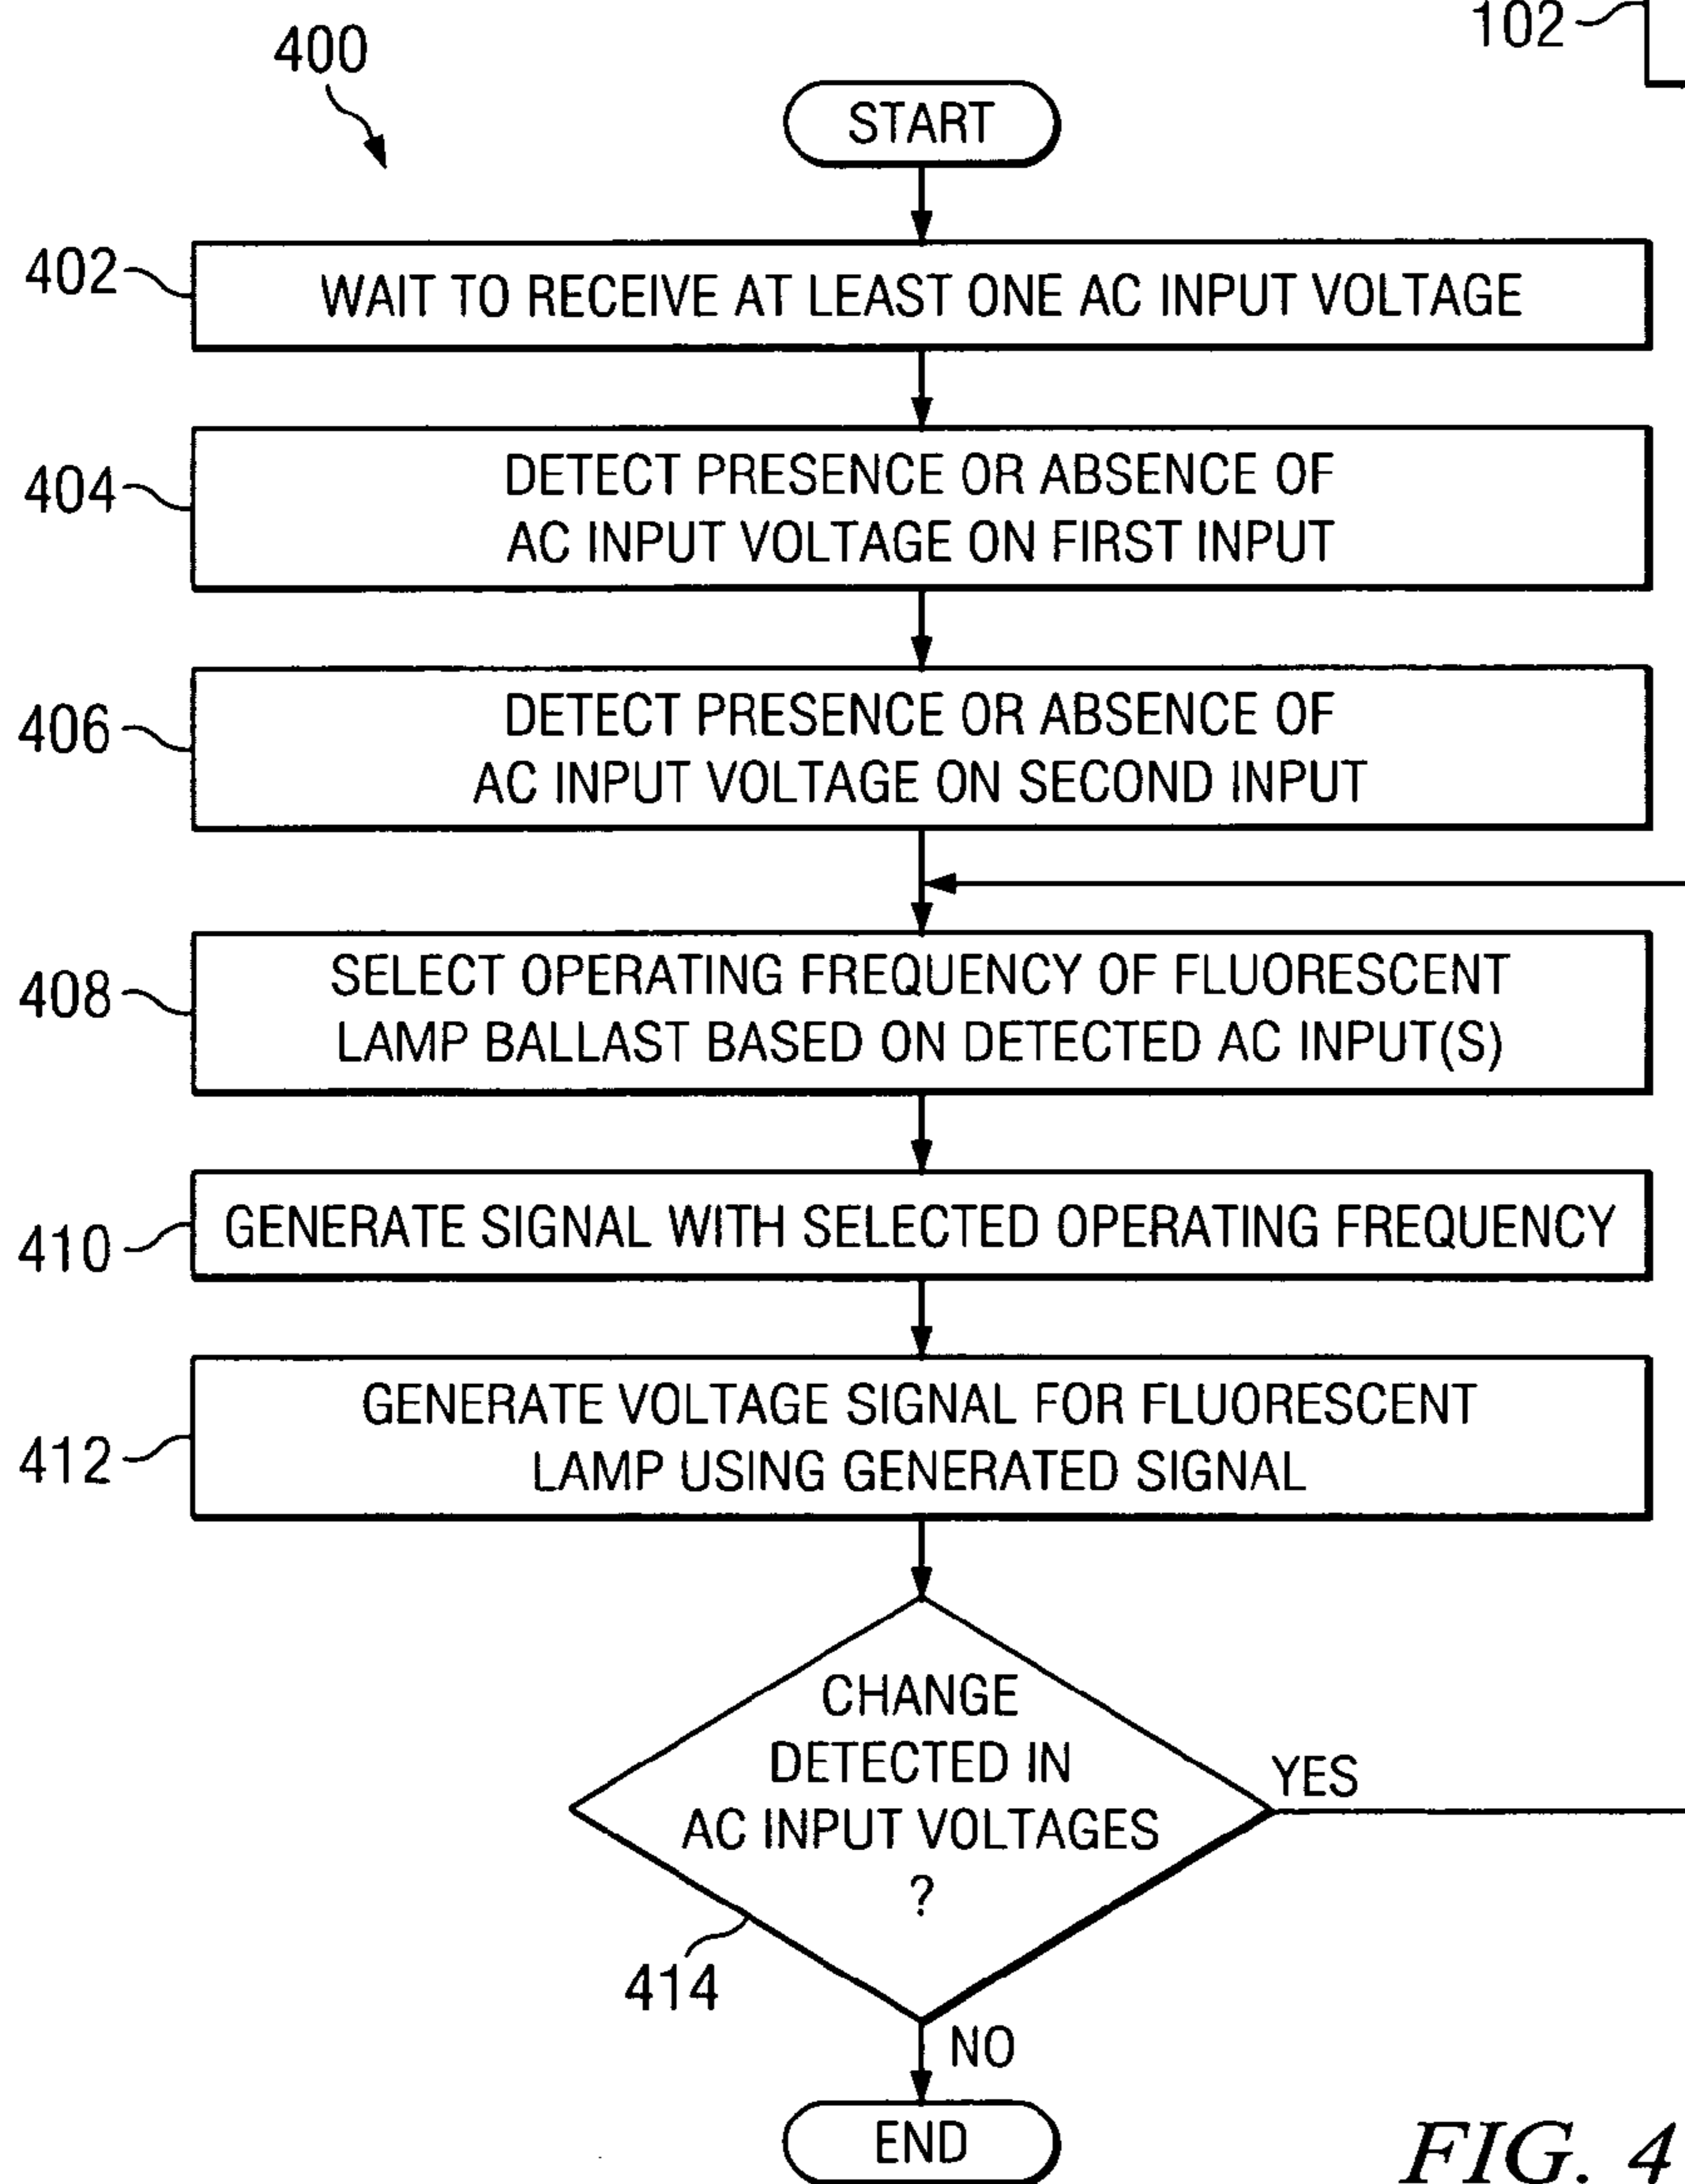 102
400
START
402
WAIT TO RECEIVE AT LEAST ONE AC INPUT VOLTAGE
404
DETECT PRESENCE OR ABSENCE OF
AC INPUT VOLTAGE ON FIRST INPUT
406
DETECT PRESENCE OR ABSENCE OF
AC INPUT VOLTAGE ON SECOND INPUT
408
SELECT OPERATING FREQUENCY OF FLUORESCENT
LAMP BALLAST BASED ON DETECTED AC INPUT(S)
410
GENERATE SIGNAL WITH SELECTED OPERATING FREQUENCY
412
GENERATE VOLTAGE SIGNAL FOR FLUORESCENT
LAMP USING GENERATED SIGNAL
CHANGE
DETECTED IN
AC INPUT VOLTAGES
?
YES
414
NO
END
FIG. 4